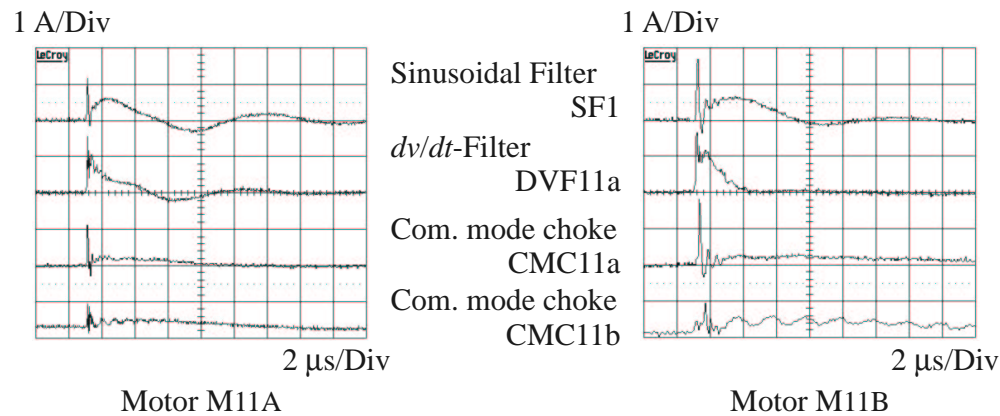 1 A/Div
1 A/Div
LeCroy
Sinusoidal Filter
SF1
dv/dt-Filter
DVF11a
Com. mode choke
CMC11a
Com. mode choke
CMC11b
LeCroy
2 μs/Div
2 μs/Div
Motor M11A
Motor M11B